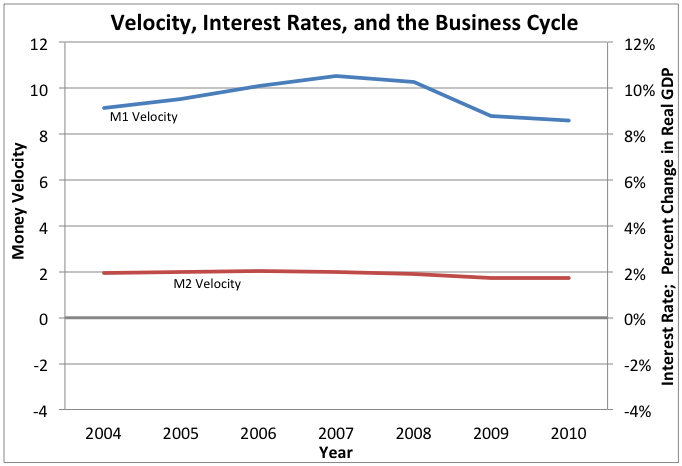 Velocity, Interest Rates, and the Business Cycle
12
10
8
6
4
2
0
-2
-4
Money Velocity
M1 Velocity
M2 Velocity
12%
10%
8%
6%
4%
2%
0%
-2%
-4%
Interest Rate; Percent Change in Real GDP
2004 2005 2006 2007 2008 2009 2010
Year